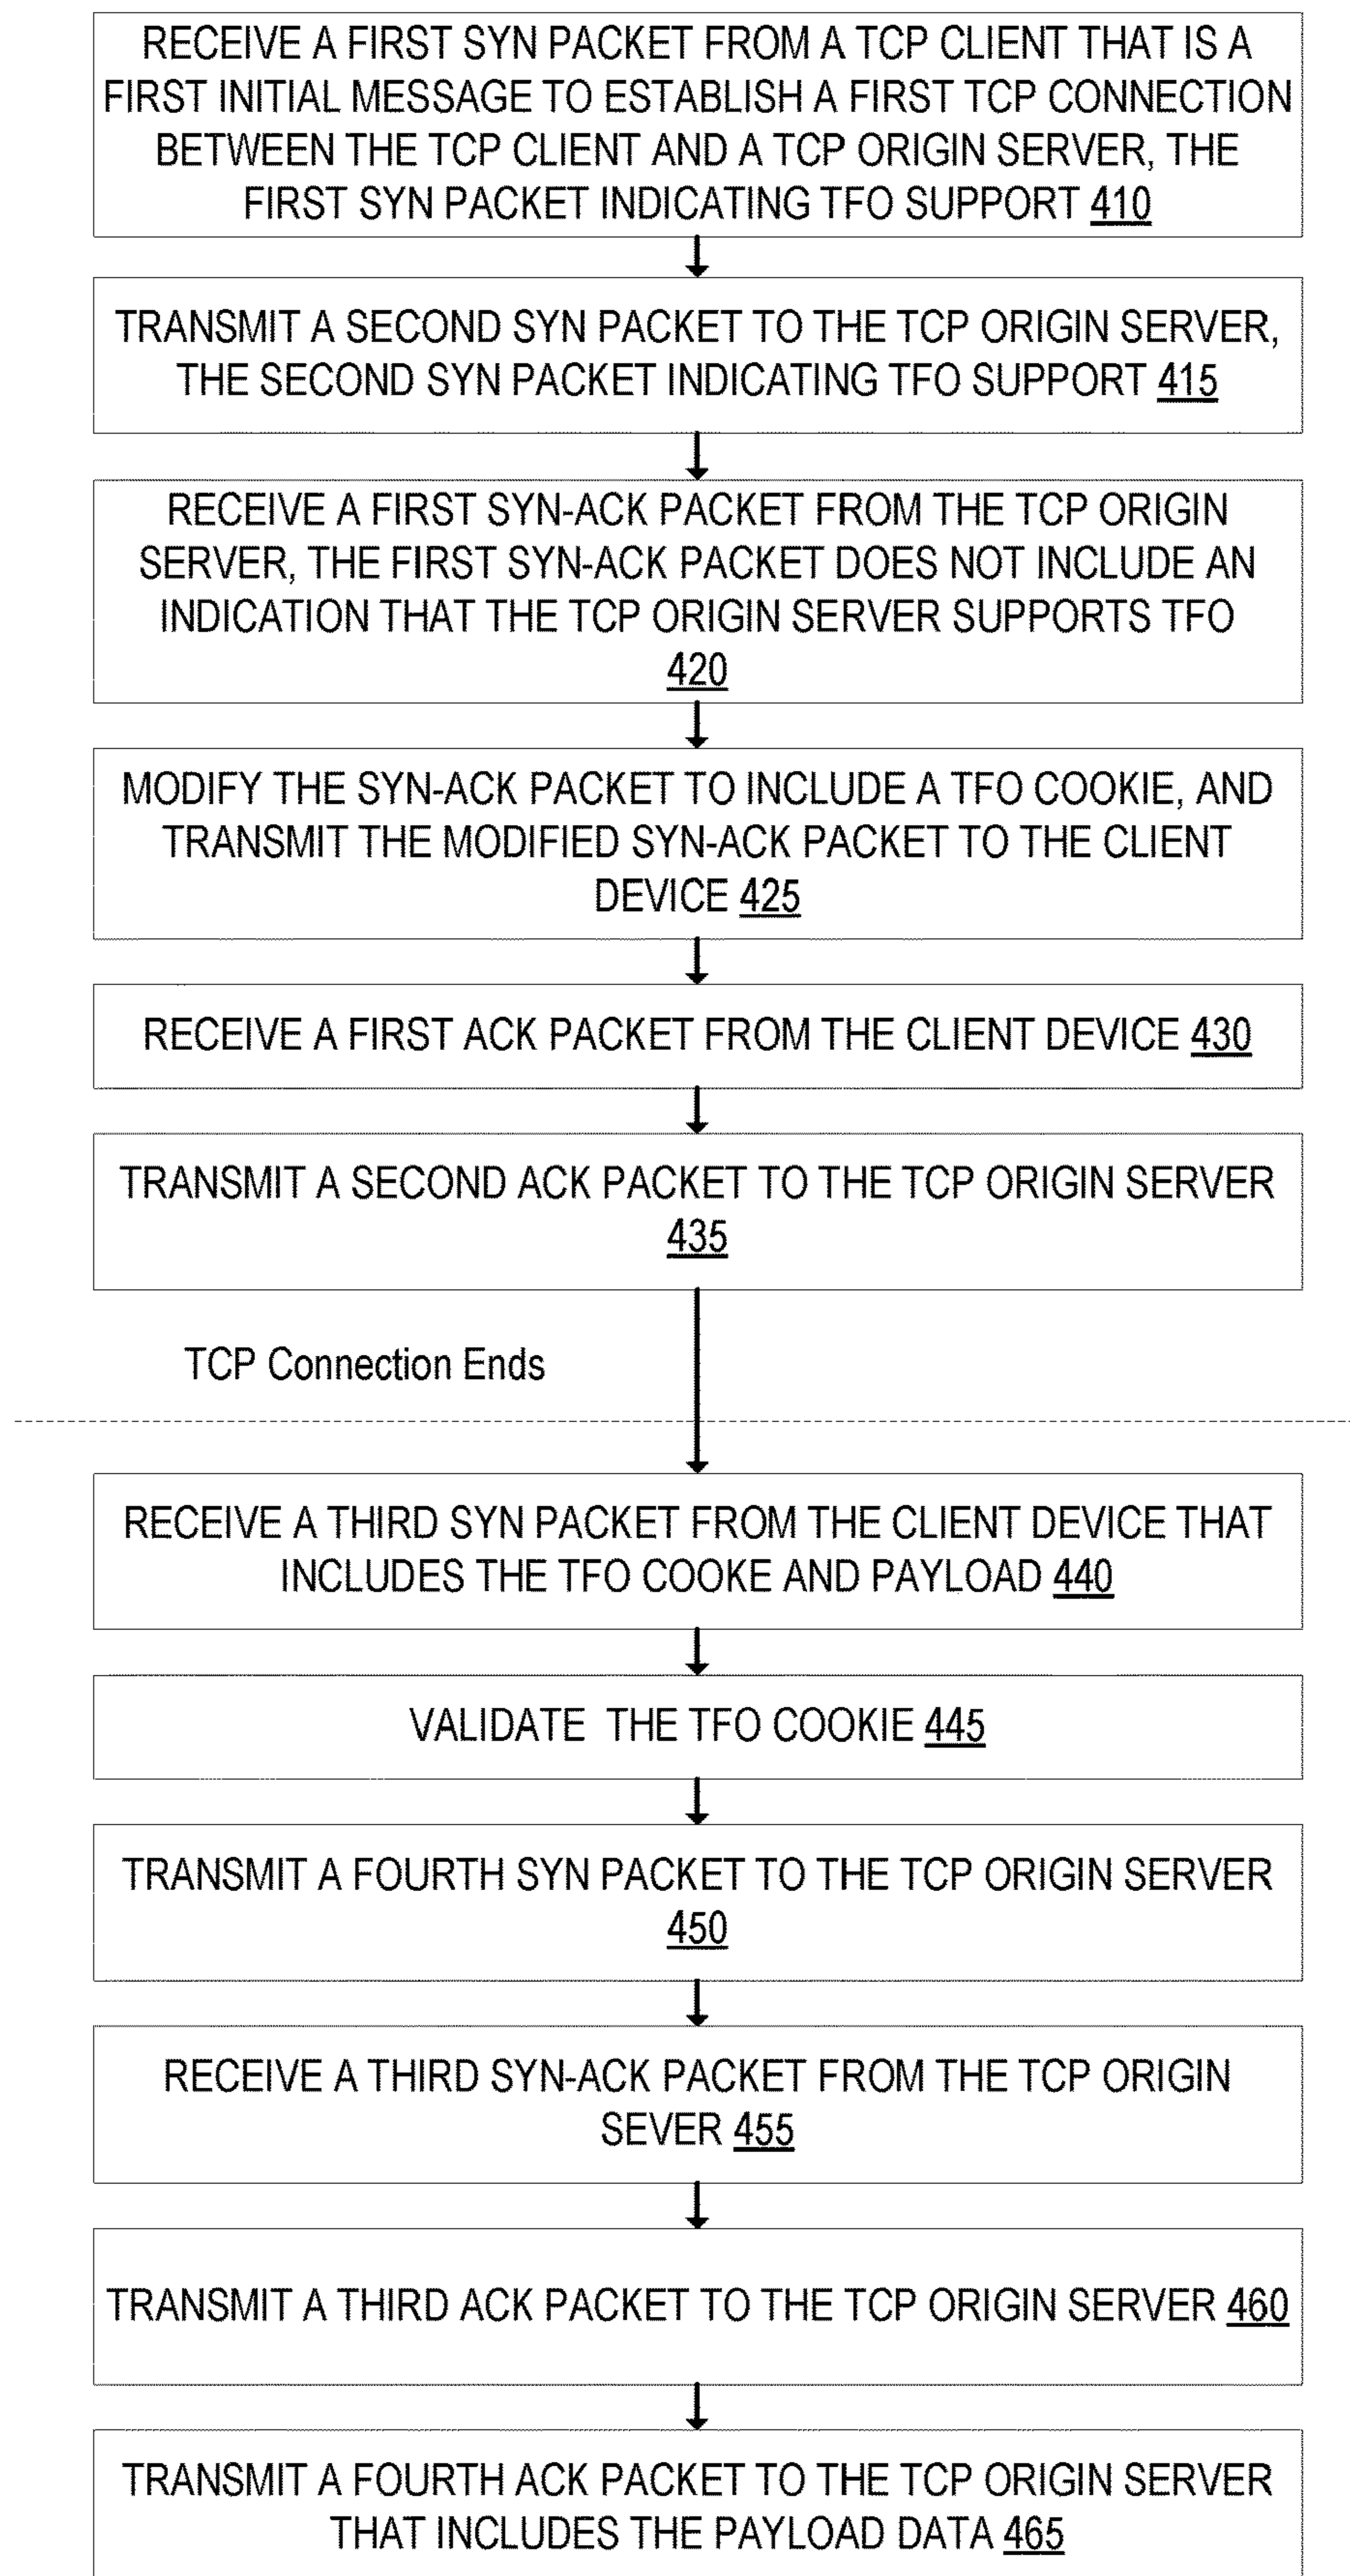 RECEIVE A FIRST SYN PACKET FROM A TCP CLIENT THAT IS A
FIRST INITIAL MESSAGE TO ESTABLISH A FIRST TCP CONNECTION
BETWEEN THE TCP CLIENT AND A TCP ORIGIN SERVER, THE
FIRST SYN PACKET INDICATING TFO SUPPORT 410
TRANSMIT A SECOND SYN PACKET TO THE TCP ORIGIN SERVER,
THE SECOND SYN PACKET INDICATING TFO SUPPORT 415
RECEIVE A FIRST SYN-ACK PACKET FROM THE TCP ORIGIN
SERVER, THE FIRST SYN-ACK PACKET DOES NOT INCLUDE AN
INDICATION THAT THE TCP ORIGIN SERVER SUPPORTS TFO
420
MODIFY THE SYN-ACK PACKET TO INCLUDE A TFO COOKIE, AND
TRANSMIT THE MODIFIED SYN-ACK PACKET TO THE CLIENT
DEVICE 425
RECEIVE A FIRST ACK PACKET FROM THE CLIENT DEVICE 430
TRANSMIT A SECOND ACK PACKET TO THE TCP ORIGIN SERVER
435
TCP Connection Ends
RECEIVE A THIRD SYN PACKET FROM THE CLIENT DEVICE THAT
INCLUDES THE TFO COOKE AND PAYLOAD 440
VALIDATE THE TFO COOKIE 445
TRANSMIT A FOURTH SYN PACKET TO THE TCP ORIGIN SERVER
450
RECEIVE A THIRD SYN-ACK PACKET FROM THE TCP ORIGIN
SEVER 455
TRANSMIT A THIRD ACK PACKET TO THE TCP ORIGIN SERVER 460
TRANSMIT A FOURTH ACK PACKET TO THE TCP ORIGIN SERVER
THAT INCLUDES THE PAYLOAD DATA 465